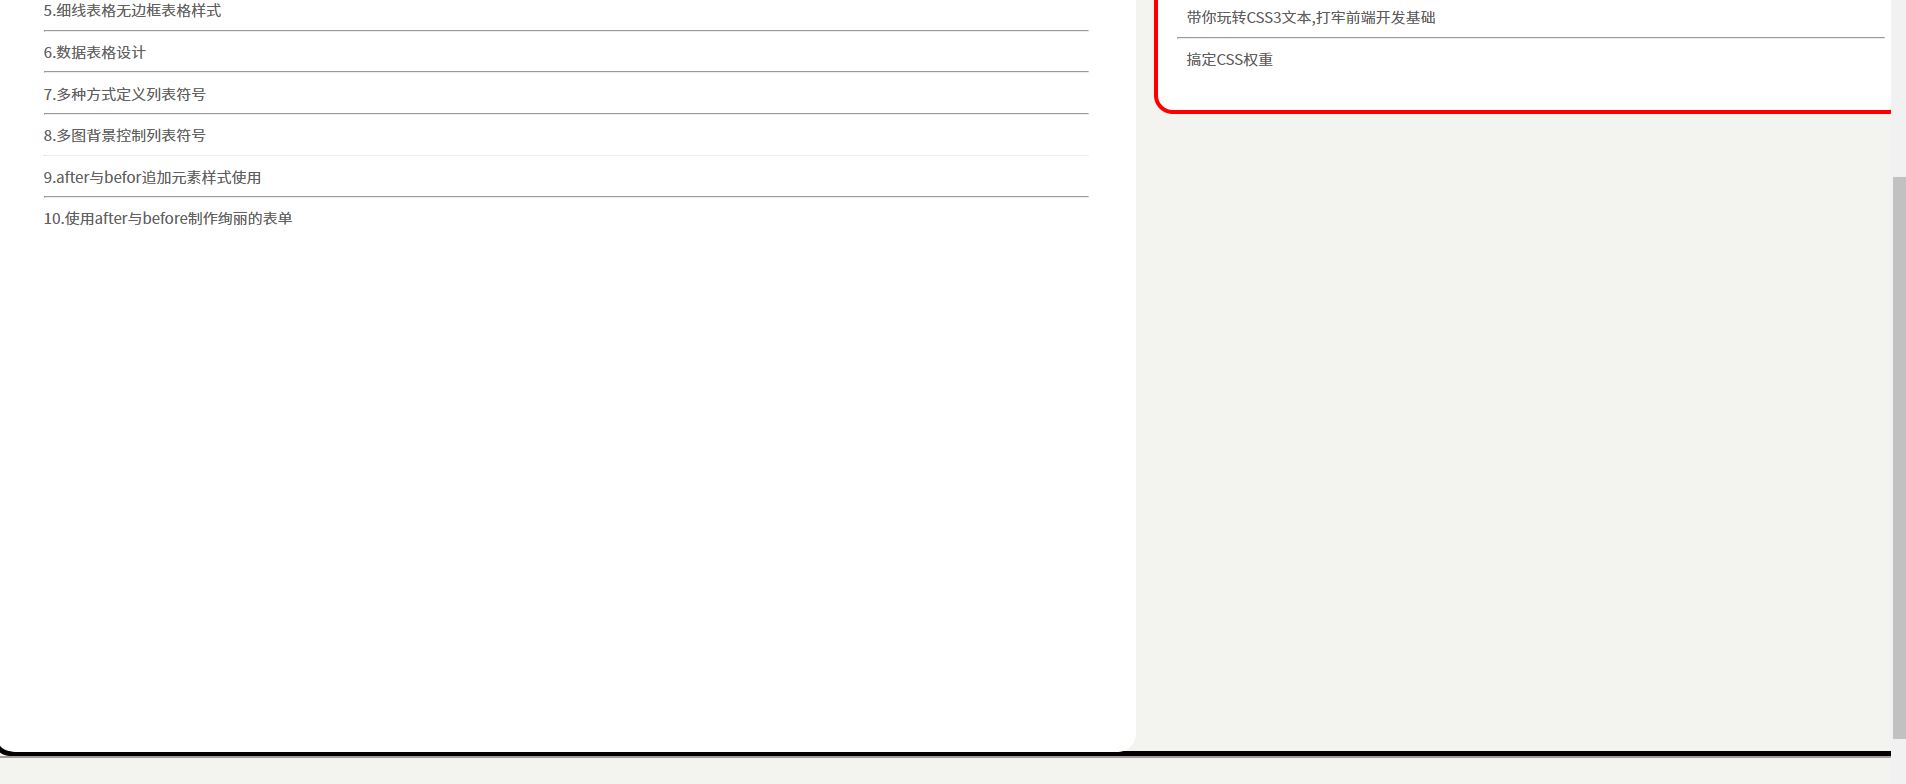 5.细线表格无边框表格样式
6.数据表格设计
7.多种方式定义列表符号
8.多图背景控制列表符号
9.after与befor追加元素样式使用
10.使用after与before制作绚丽的表单
带你玩转CSS3文本,打牢前端开发基础
搞定CSS权重